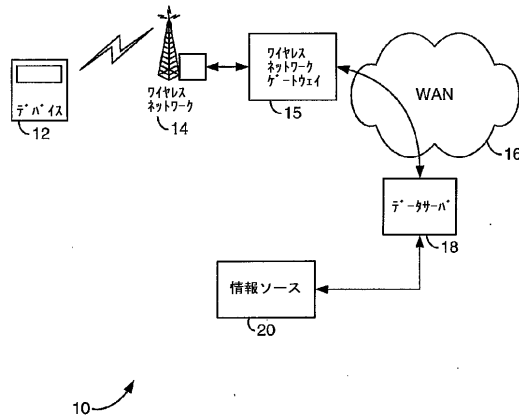 デバイス
12
ワイヤレス
ネットワーク
14
ワイヤレス
ネットワーク
ゲートウェイ
15
WAN
16
データサーバ
18
情報ソース
20
10